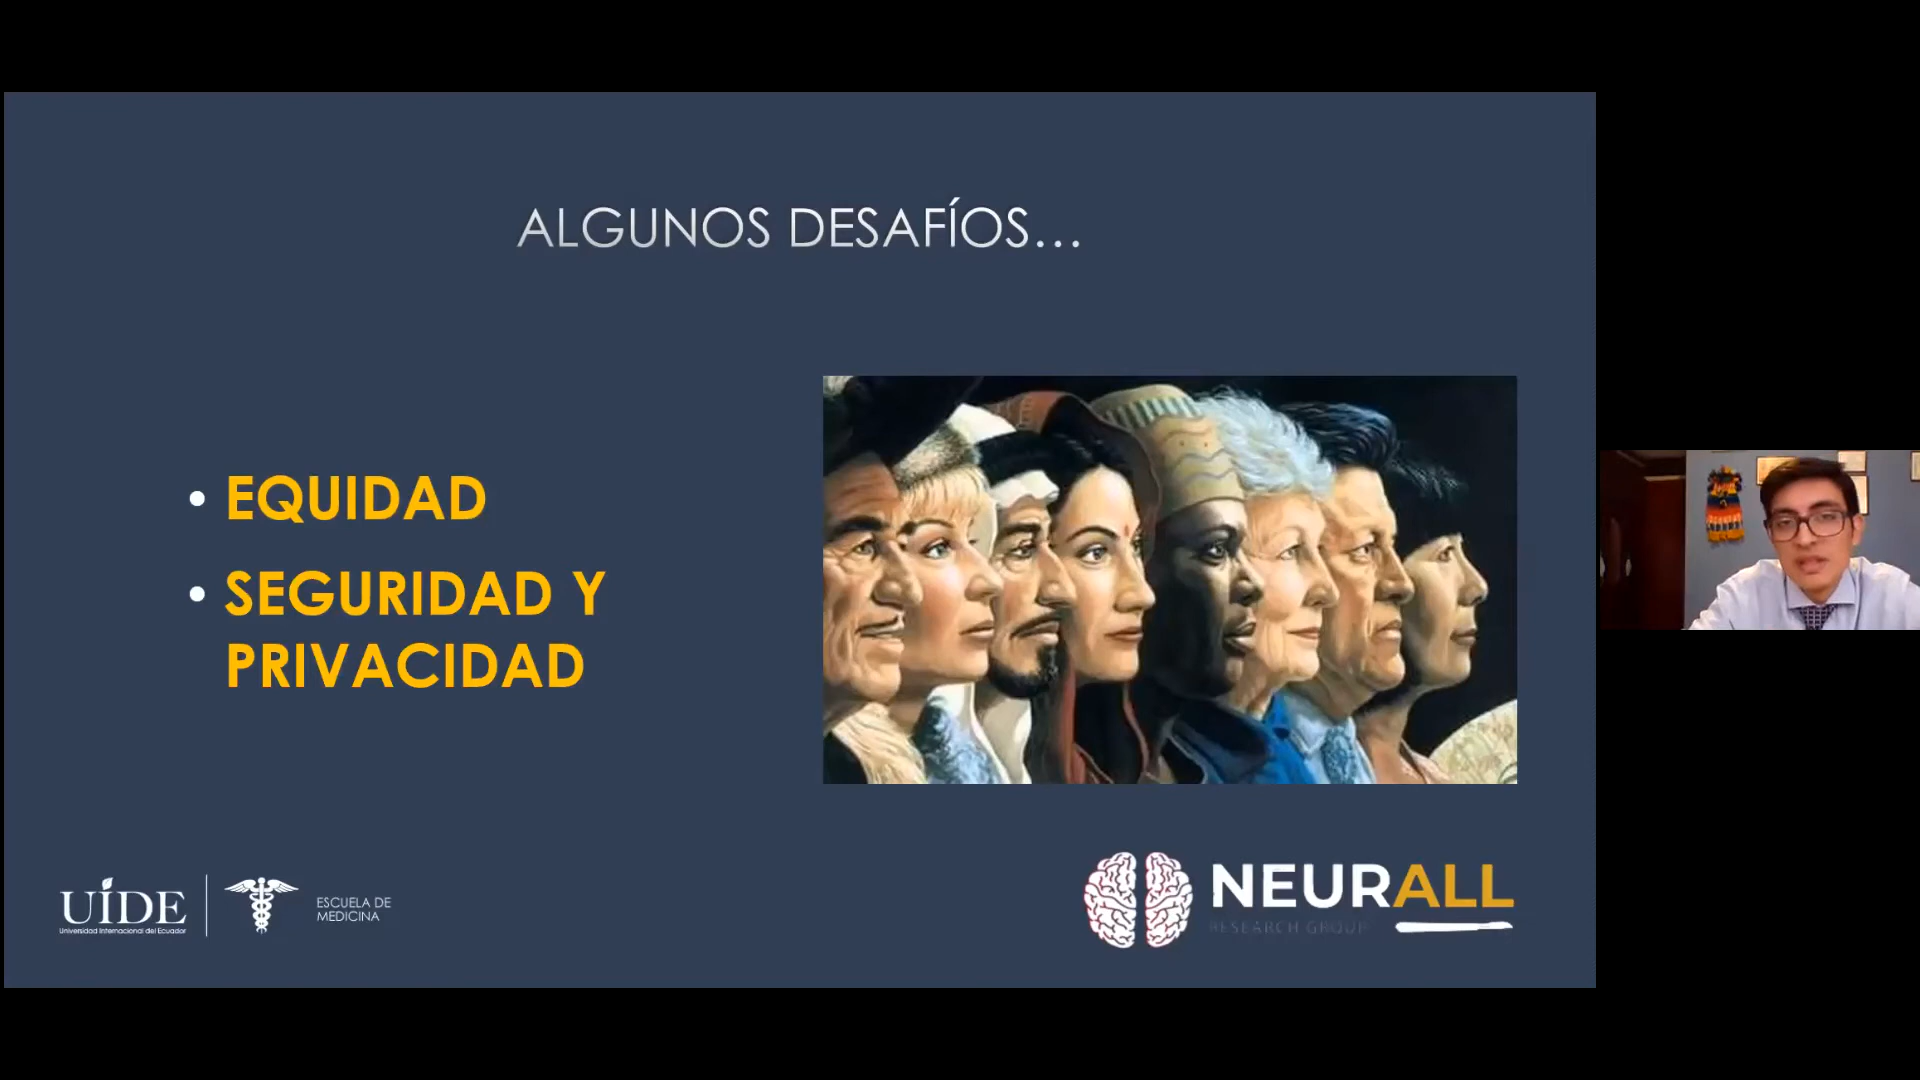 ALGUNOS DESAFÍOS...
• EQUIDAD
• SEGURIDAD Y
PRIVACIDAD
UIDE
Universidad Internacional del Ecuador
ESCUELA DE
MEDICINA
NEURALL
RESEARCH GROUP